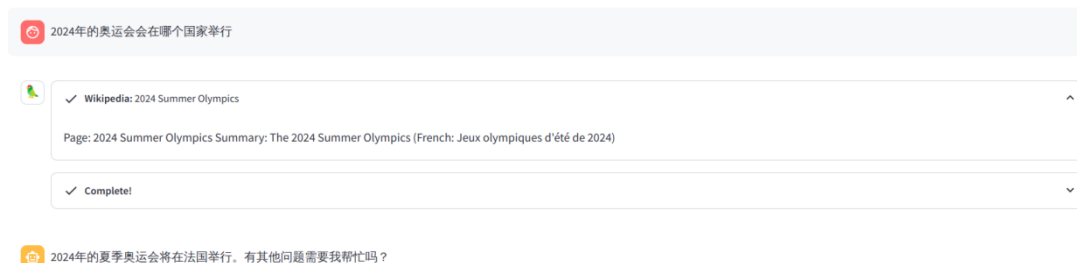 2024年的奥运会会在哪个国家举行
Wikipedia: 2024 Summer Olympics
Page: 2024 Summer Olympics Summary: The 2024 Summer Olympics (French: Jeux olympiques d'été de 2024)
Complete!
2024年的夏季奥运会将在法国举行。有其他问题需要我帮忙吗？